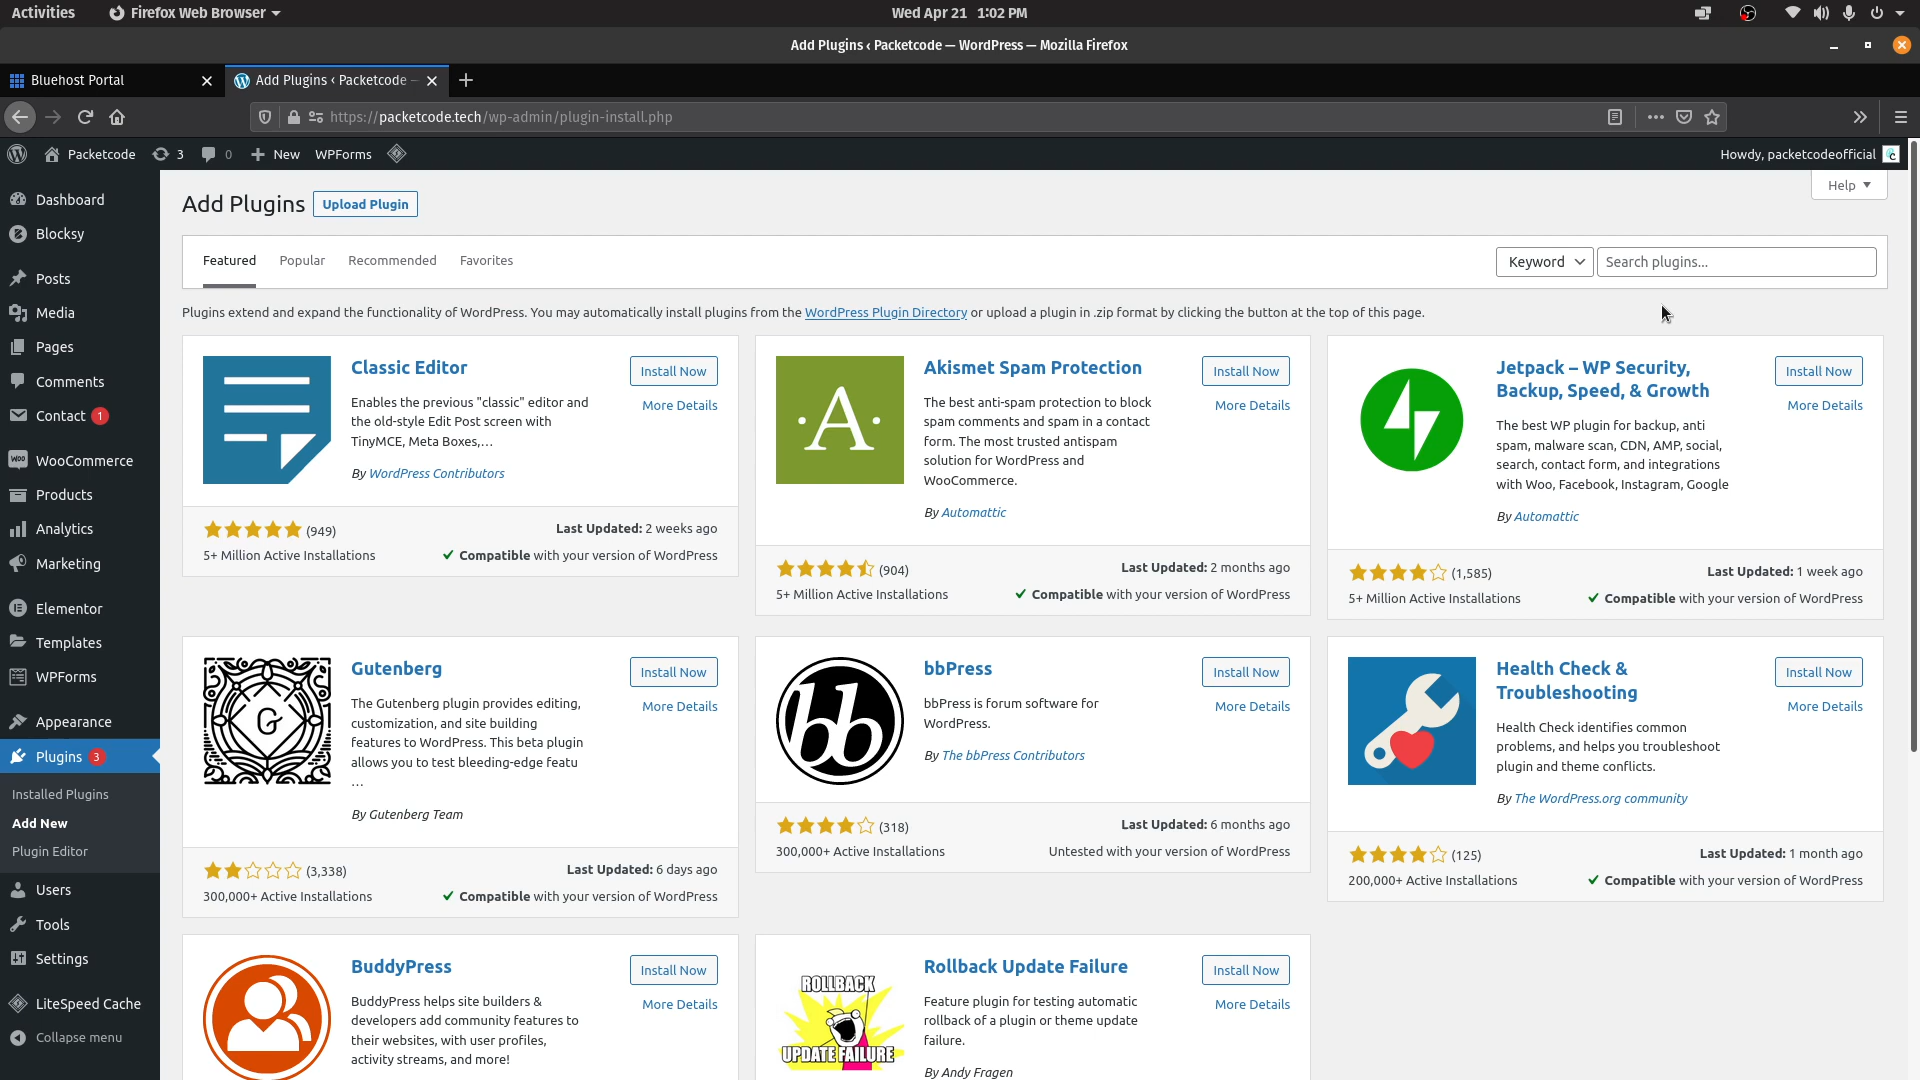 Activities
Firefox Web Browser
Wed Apr 21 1:02 PM
Add Plugins ‹ Packetcode — WordPress — Mozilla Firefox
Bluehost Portal
Add Plugins ‹ Packetcode —
https://packetcode.tech/wp-admin/plugin-install.php
Packetcode
3
0
New
WPForms
Howdy, packetcodeofficial
Dashboard
Blocksy
Posts
Media
Pages
Comments
Contact 1
WooCommerce
Products
Analytics
Marketing
Elementor
Templates
WPForms
Appearance
Plugins 3
Installed Plugins
Add New
Plugin Editor
Users
Tools
Settings
LiteSpeed Cache
Collapse menu
Add Plugins
Upload Plugin
Help
Featured
Popular
Recommended
Favorites
Keyword
Search plugins...
Plugins extend and expand the functionality of WordPress. You may automatically install plugins from the WordPress Plugin Directory or upload a plugin in .zip format by clicking the button at the top of this page.
Classic Editor
Install Now
More Details
Enables the previous "classic" editor and
the old-style Edit Post screen with
TinyMCE, Meta Boxes,…
By WordPress Contributors
(949)
Last Updated: 2 weeks ago
5+ Million Active Installations
Compatible with your version of WordPress
A
Akismet Spam Protection
Install Now
More Details
The best anti-spam protection to block
spam comments and spam in a contact
form. The most trusted antispam
solution for WordPress and
WooCommerce.
By Automattic
(904)
Last Updated: 2 months ago
5+ Million Active Installations
Compatible with your version of WordPress
Jetpack – WP Security,
Backup, Speed, & Growth
Install Now
More Details
The best WP plugin for backup, anti
spam, malware scan, CDN, AMP, social,
search, contact form, and integrations
with Woo, Facebook, Instagram, Google
By Automattic
(1,585)
Last Updated: 1 week ago
5+ Million Active Installations
Compatible with your version of WordPress
G
Gutenberg
Install Now
More Details
The Gutenberg plugin provides editing,
customization, and site building
features to WordPress. This beta plugin
allows you to test bleeding-edge featu
…
By Gutenberg Team
(3,338)
Last Updated: 6 days ago
300,000+ Active Installations
Compatible with your version of WordPress
bb
bbPress
Install Now
More Details
bbPress is forum software for
WordPress.
By The bbPress Contributors
(318)
Last Updated: 6 months ago
300,000+ Active Installations
Untested with your version of WordPress
Health Check &
Troubleshooting
Install Now
More Details
Health Check identifies common
problems, and helps you troubleshoot
plugin and theme conflicts.
By The WordPress.org community
(125)
Last Updated: 1 month ago
200,000+ Active Installations
Compatible with your version of WordPress
BuddyPress
Install Now
More Details
BuddyPress helps site builders &
developers add community features to
their websites, with user profiles,
activity streams, and more!
ROLLBACK
UPDATE FAILURE
Rollback Update Failure
Install Now
More Details
Feature plugin for testing automatic
rollback of a plugin or theme update
failure.
By Andy Fragen